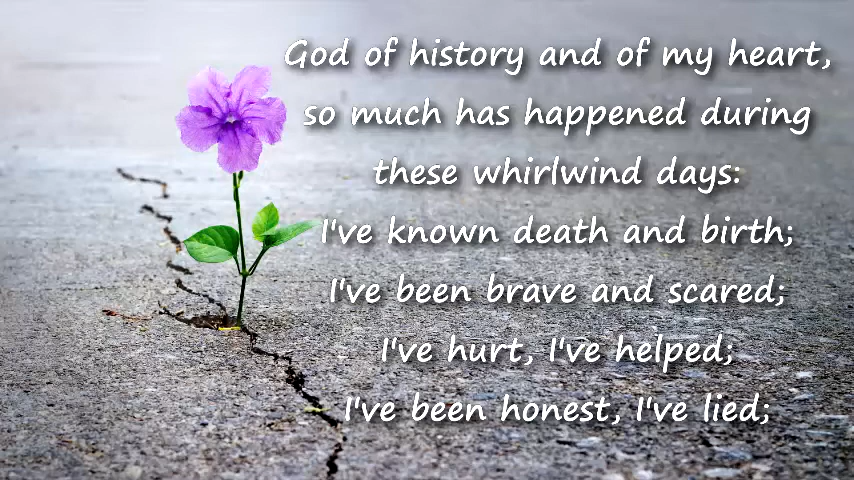 God of history and of my heart,
so much has happened during
these whirlwind days:
I've known death and birth;
I've been brave and scared;
I've hurt, I've helped;
I've been honest, I've lied;